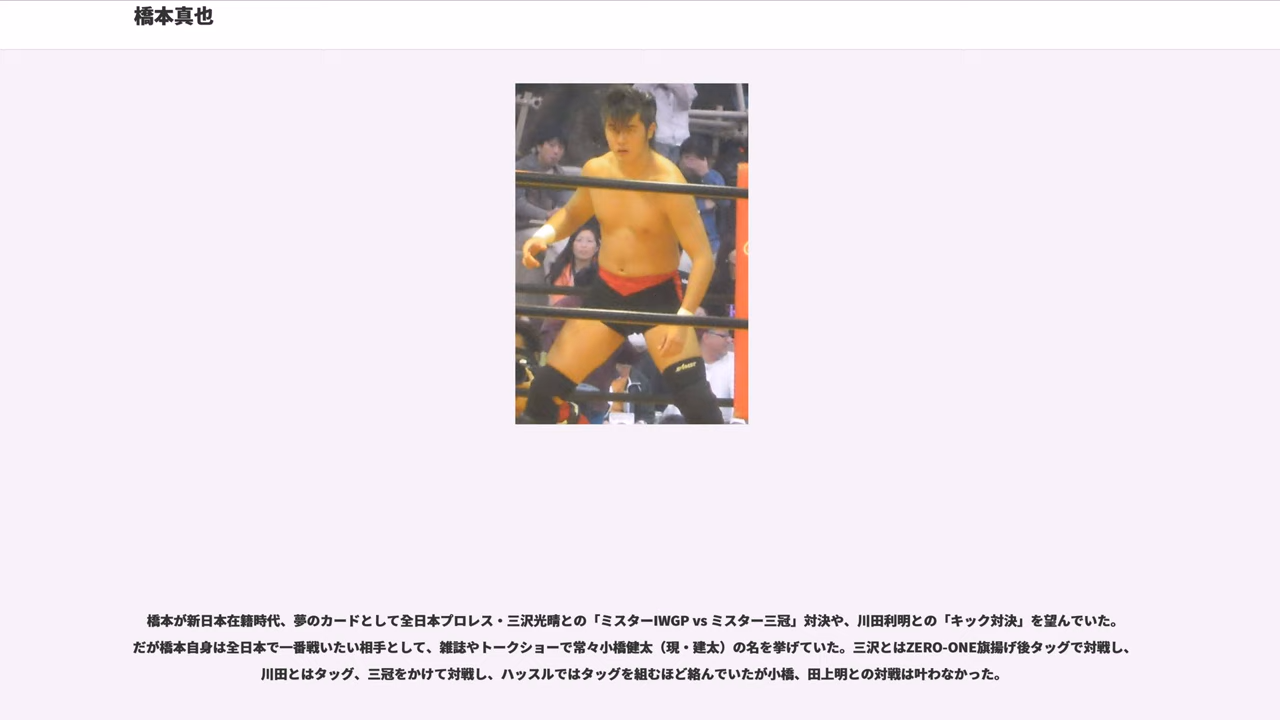 橋本真也
橋本が新日本在籍時代、夢のカードとして全日本プロレス・三沢光晴との「ミスターIWGP vs ミスター三冠」対決や、川田利明との「キック対決」を望んでいた。
だが橋本自身は全日本で一番戦いたい相手として、雑誌やトークショーで常々小橋健太（現・建太）の名を挙げていた。三沢とはZERO-ONE旗揚げ後タッグで対戦し、
川田とはタッグ、三冠をかけて対戦し、ハッスルではタッグを組むほど絡んでいたが小橋、田上明との対戦は叶わなかった。